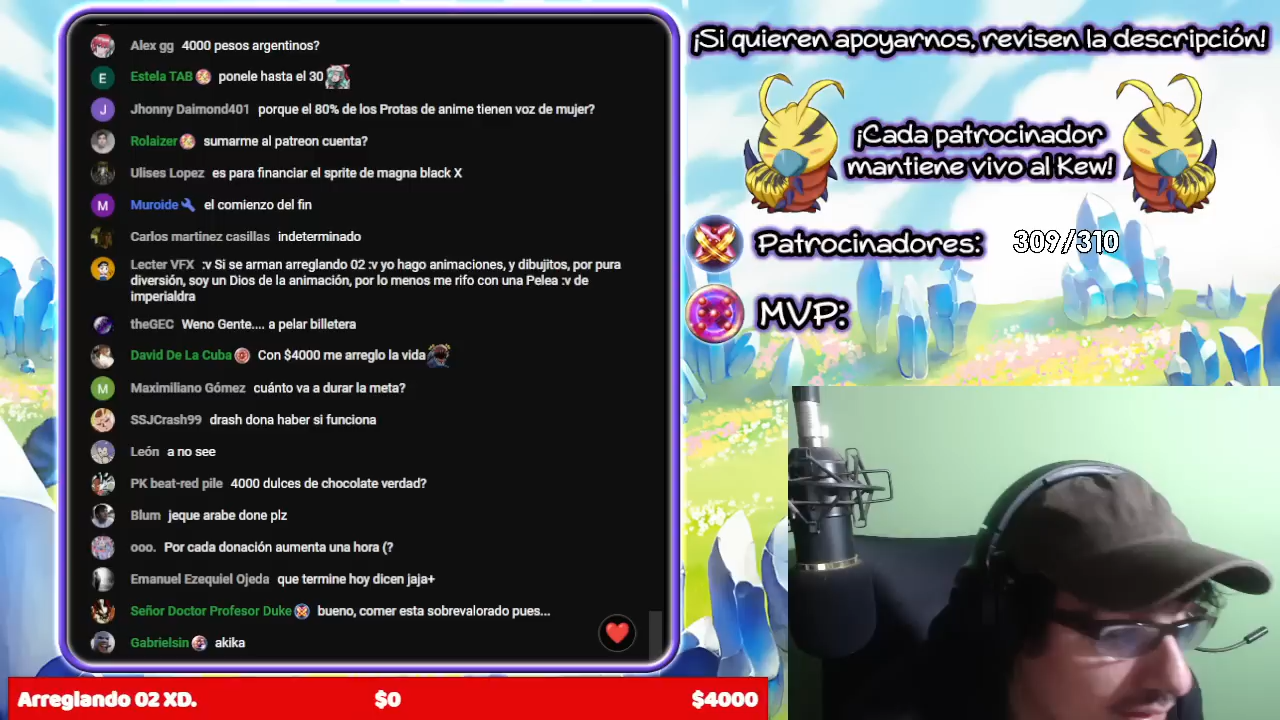 ¡Si quieren apoyarnos, revisen la descripción!
¡Cada patrocinador
mantiene vivo al Kew!
Patrocinadores: 309/310
MVP:
Alex gg 4000 pesos argentinos?
E Estela TAB ponele hasta el 30
J Jhonny Daimond401 porque el 80% de los Protas de anime tienen voz de mujer?
Rolaizer sumarme al patreon cuenta?
Ulises Lopez es para financiar el sprite de magna black X
M Muroide el comienzo del fin
Carlos martinez casillas indeterminado
Lecter VFX :v Si se arman arreglando 02 :v yo hago animaciones, y dibujitos, por pura
diversión, soy un Dios de la animación, por lo menos me rifo con una Pelea :v de
imperialdra
theGEC Weno Gente.... a pelar billetera
David De La Cuba Con $4000 me arreglo la vida
M Maximiliano Gómez cuánto va a durar la meta?
SSJCrash99 drash dona haber si funciona
León a no see
PK beat-red pile 4000 dulces de chocolate verdad?
Blum jeque arabe done plz
ooo. Por cada donación aumenta una hora (?
Emanuel Ezequiel Ojeda que termine hoy dicen jaja+
Señor Doctor Profesor Duke bueno, comer esta sobrevalorado pues...
Gabrielsin akika
Arreglando 02 XD. $0 $4000